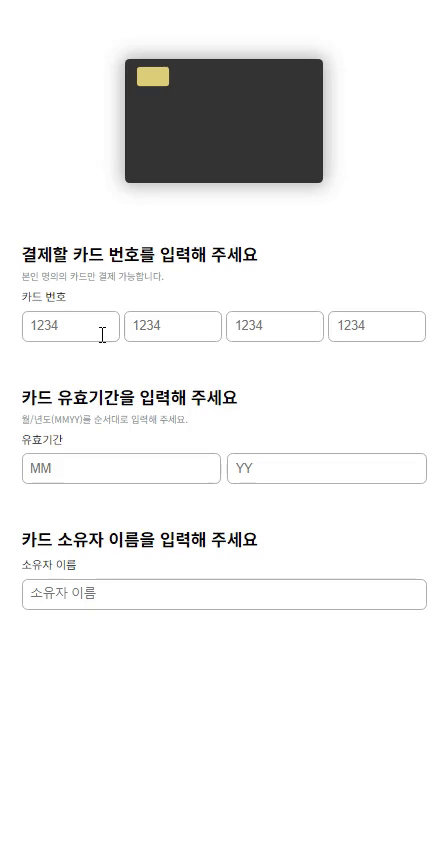 결제할 카드 번호를 입력해 주세요
본인 명의의 카드만 결제 가능합니다.
카드 번호
1234 1234 1234 1234
카드 유효기간을 입력해 주세요
월/년도(MMYY)를 순서대로 입력해 주세요.
유효기간
MM YY
카드 소유자 이름을 입력해 주세요
소유자 이름
소유자 이름